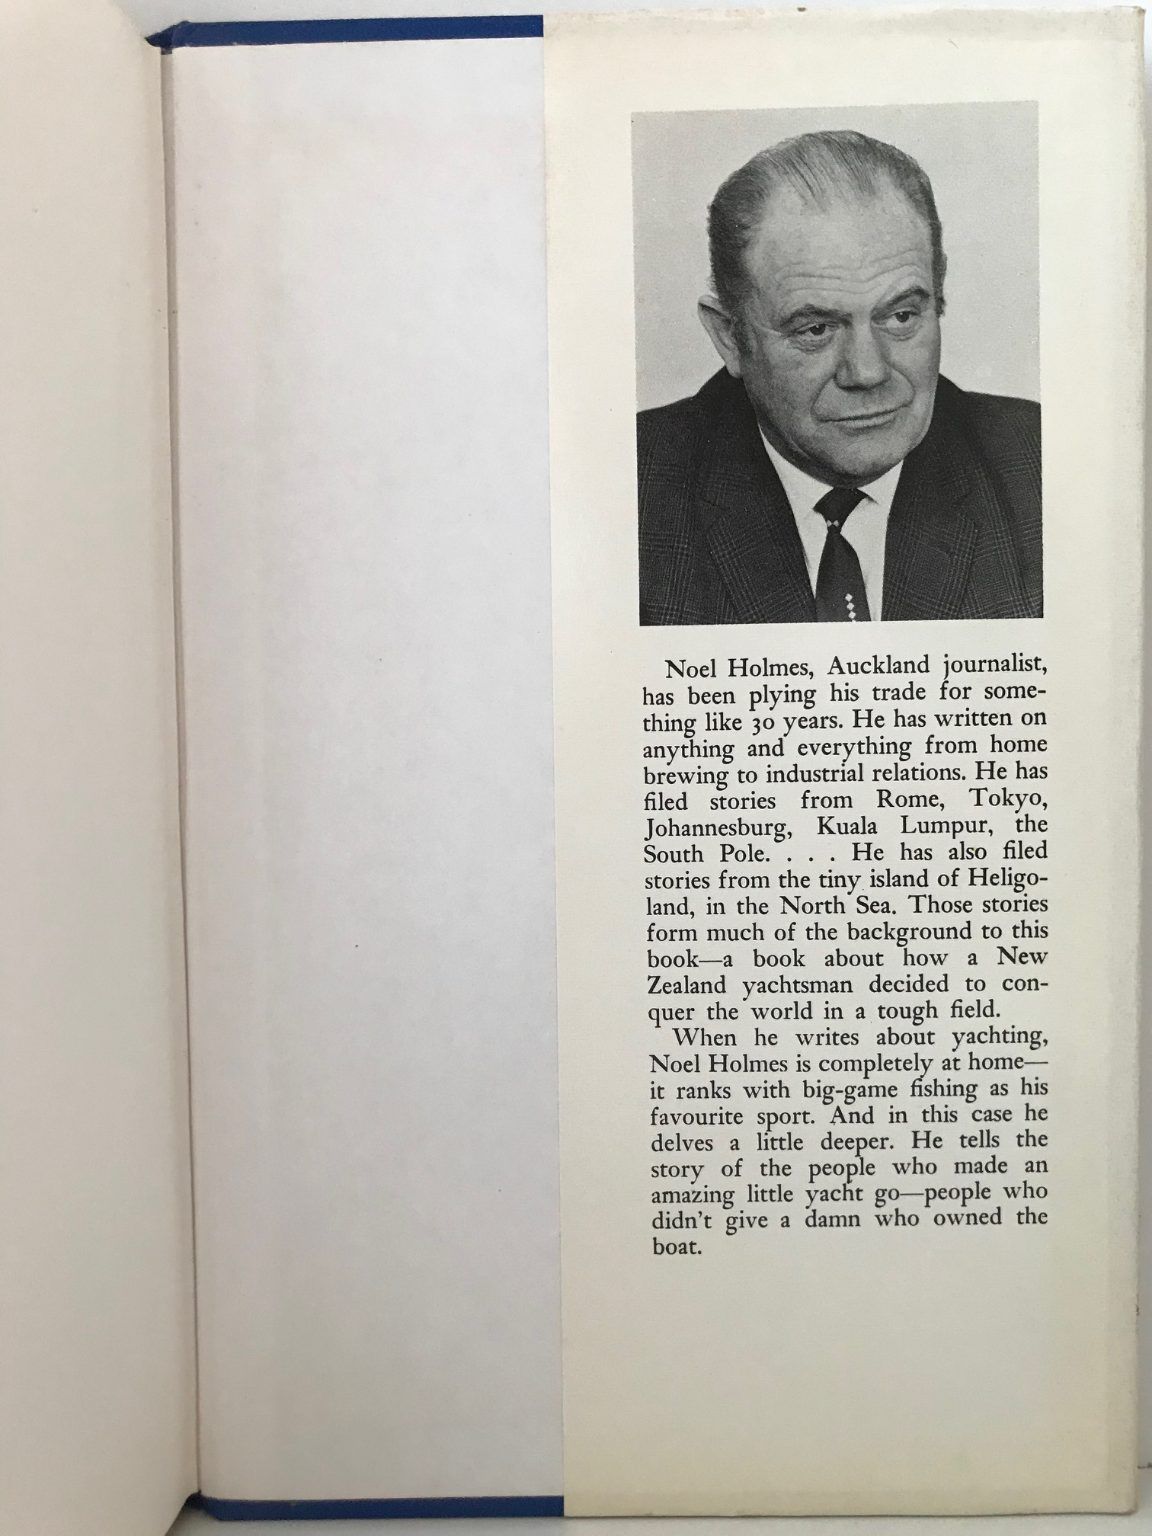 Noel Holmes, Auckland journalist,
has been plying his trade for some-
thing like 30 years. He has written on
anything and everything from home
brewing to industrial relations. He has
filed stories from Rome, Tokyo,
Johannesburg, Kuala Lumpur, the
South Pole. . . . He has also filed
stories from the tiny island of Heligo-
land, in the North Sea. Those stories
form much of the background to this
book—a book about how a New
Zealand yachtsman decided to con-
quer the world in a tough field.
When he writes about yachting,
Noel Holmes is completely at home—
it ranks with big-game fishing as his
favourite sport. And in this case he
delves a little deeper. He tells the
story of the people who made an
amazing little yacht go—people who
didn't give a damn who owned the
boat.